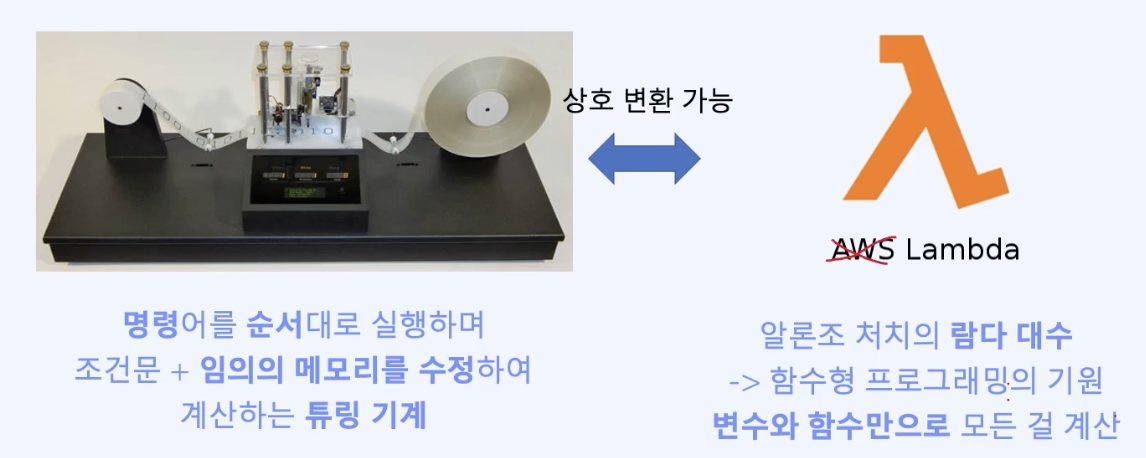 상호 변환 가능
AWS Lambda
명령어를 순서대로 실행하며
조건문 + 임의의 메모리를 수정하여
계산하는 튜링 기계
알론조 처치의 람다 대수
-> 함수형 프로그래밍의 기원
변수와 함수만으로 모든 걸 계산